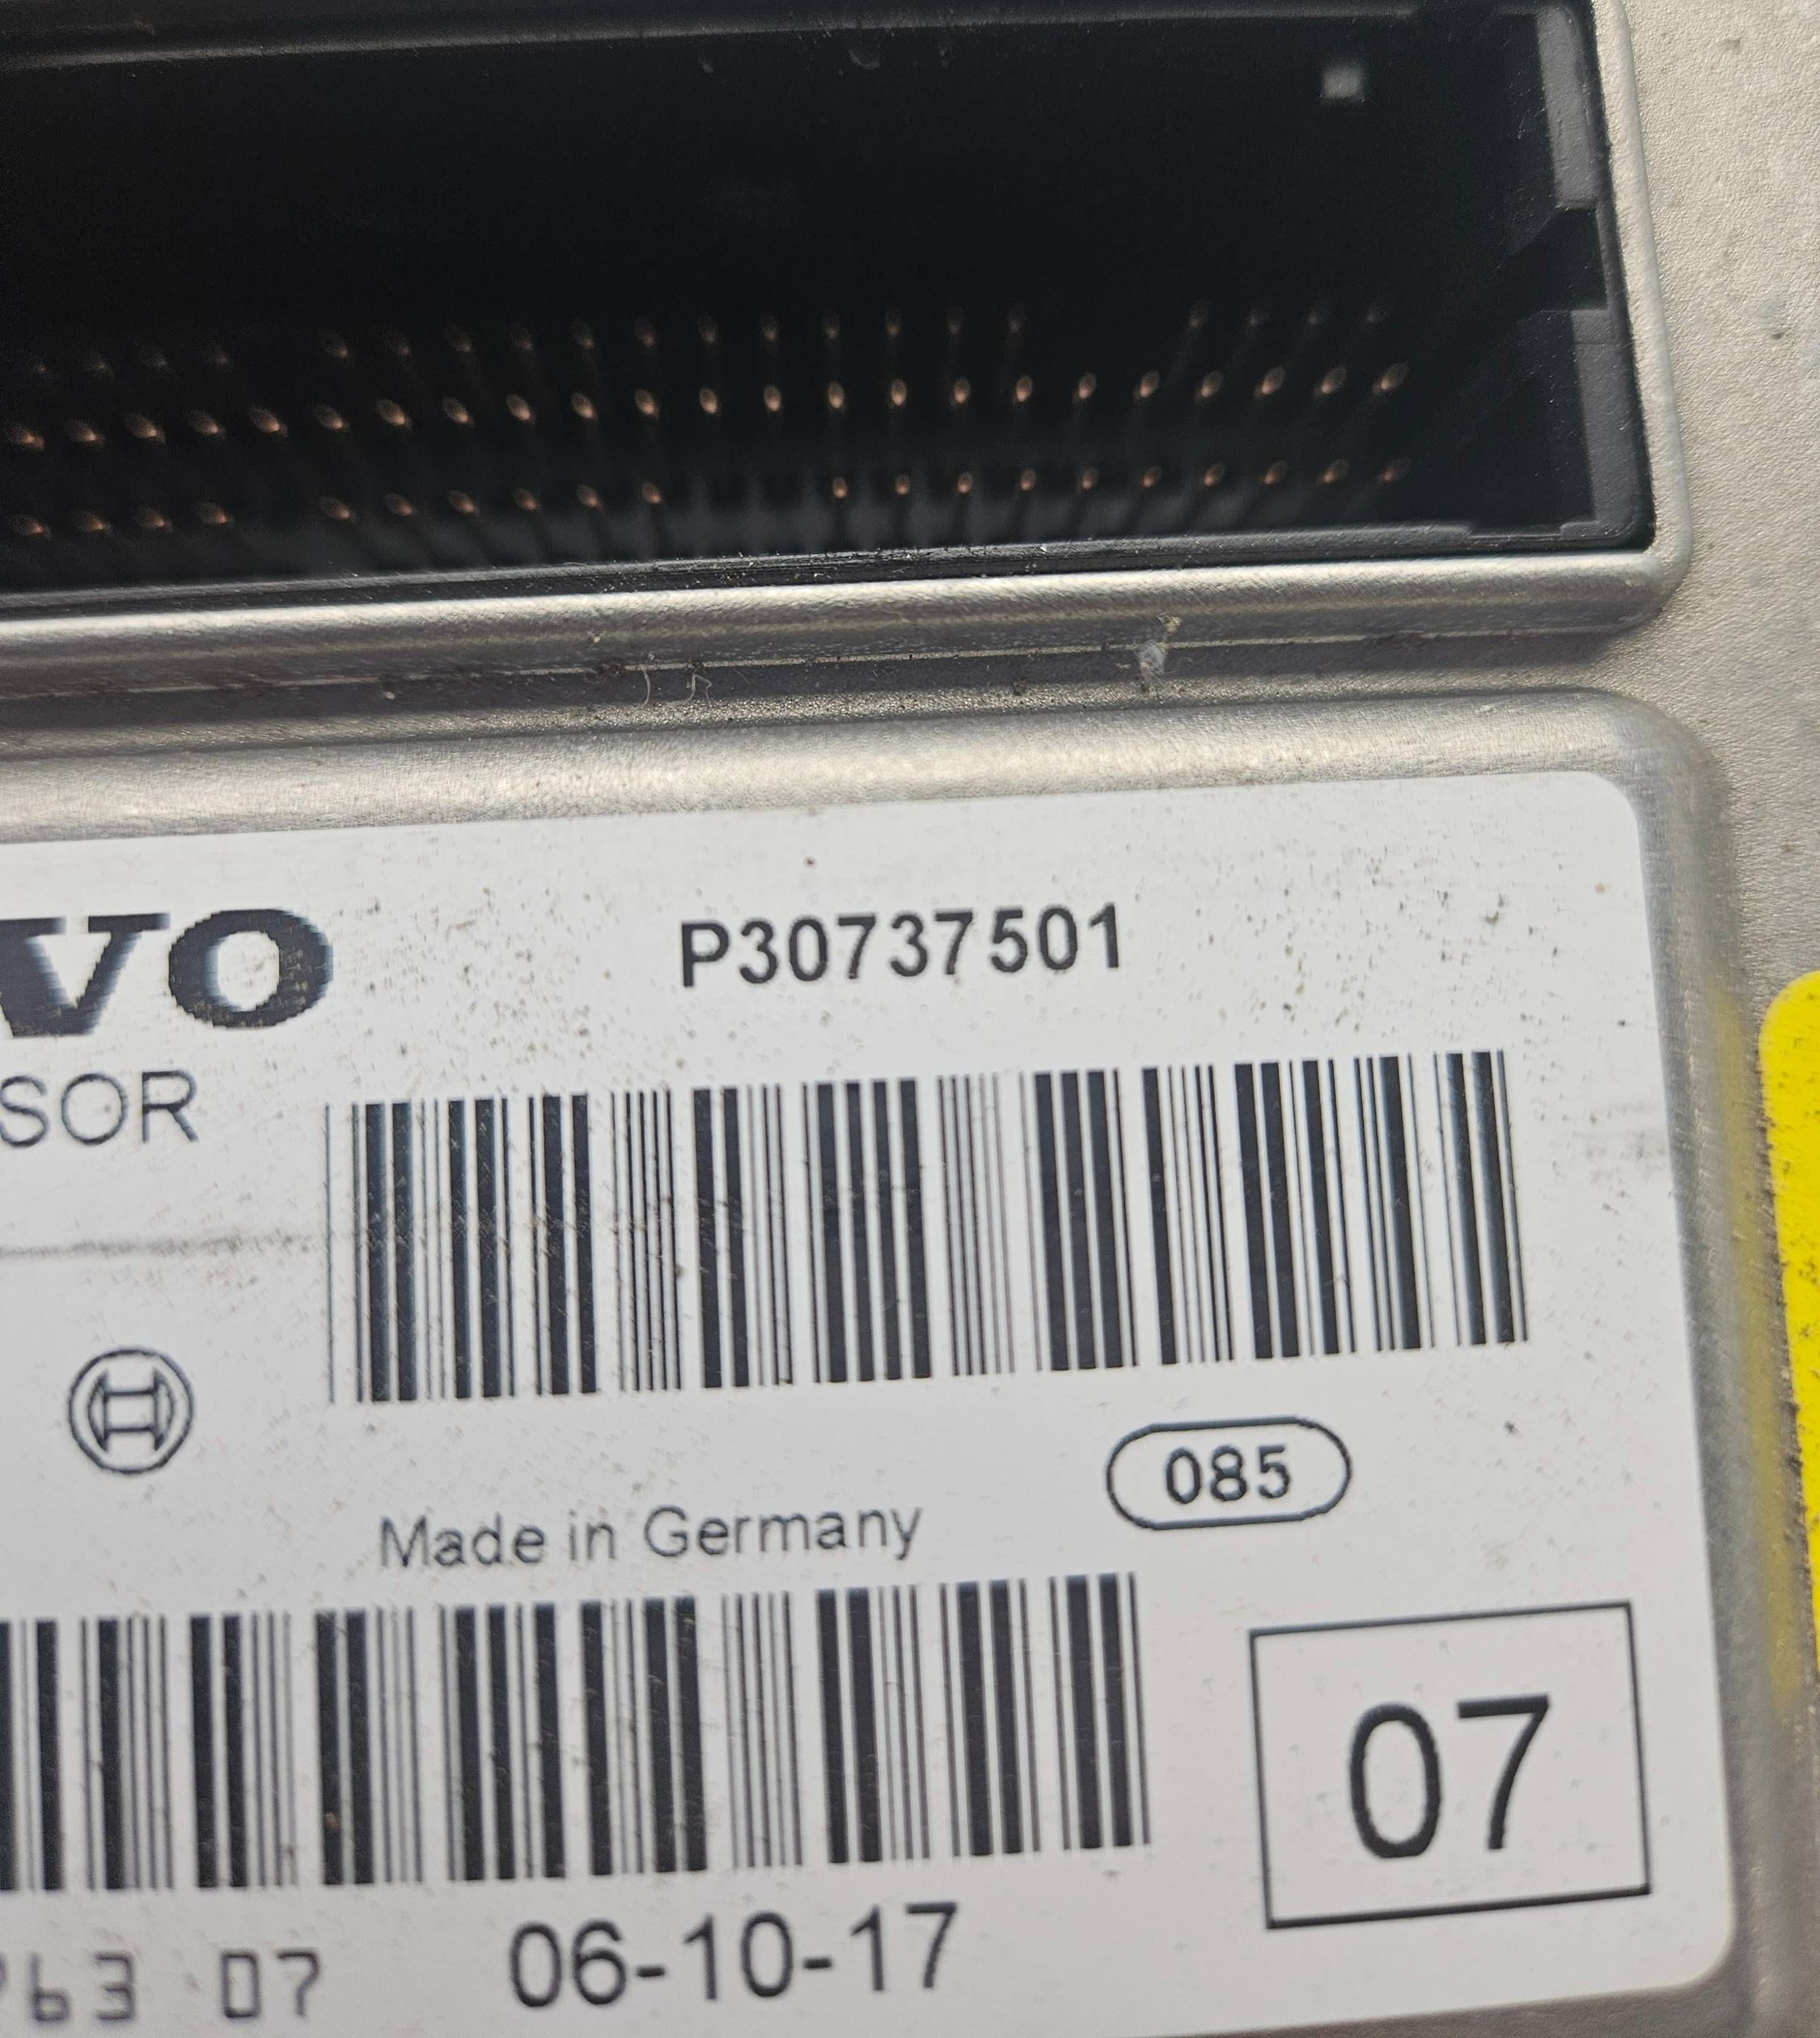 VO
P30737501
SOR
085
Made in Germany
07
63 07
06-10-17